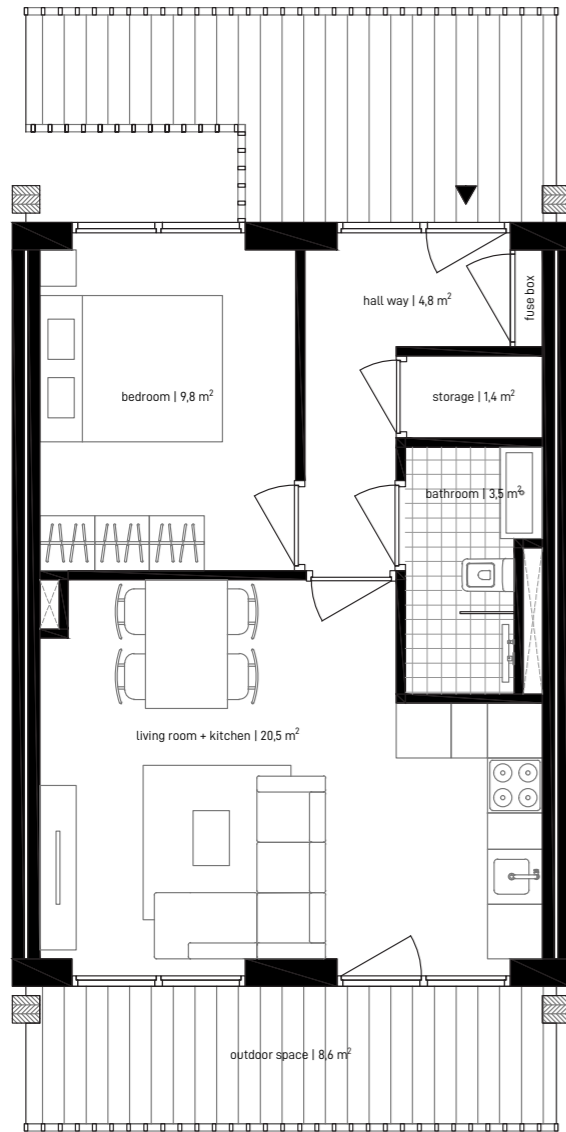 hall way | 4,8 m²
fuse box
bedroom | 9,8 m²
storage | 1,4 m²
bathroom | 3,5 m²
living room + kitchen | 20,5 m²
outdoor space | 8,6 m²